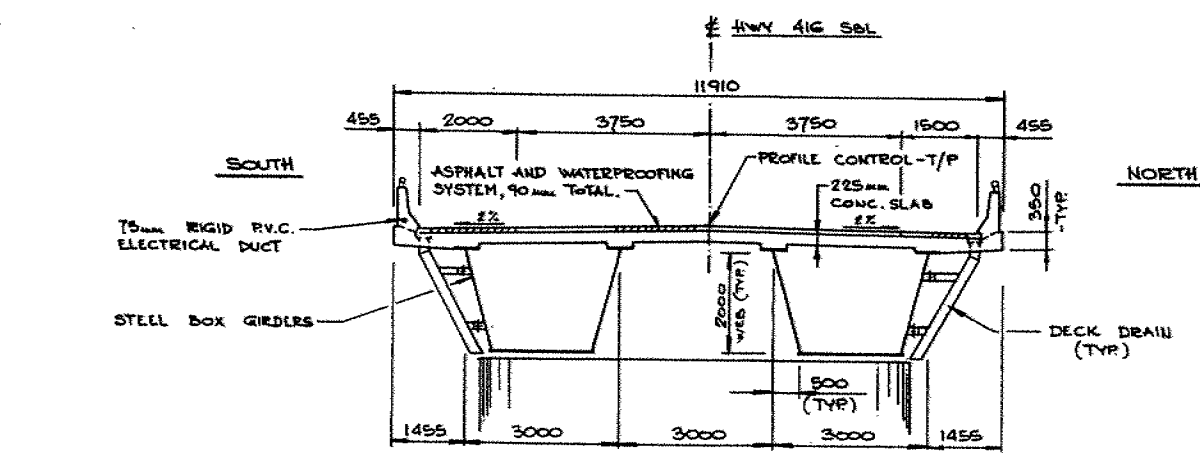 ℄ HWY 416 SBL
11910
455
2000
3750
3750
1500
455
SOUTH
NORTH
ASPHALT AND WATERPROOFING
SYSTEM, 90mm TOTAL.
PROFILE CONTROL-T/P
225mm
CONC. SLAB
2%
2%
350
TYP.
75mm RIGID P.V.C.
ELECTRICAL DUCT
STEEL BOX GIRDERS
2000
WEB (TYP.)
DECK DRAIN
(TYP.)
500
(TYP.)
1455
3000
3000
3000
1455